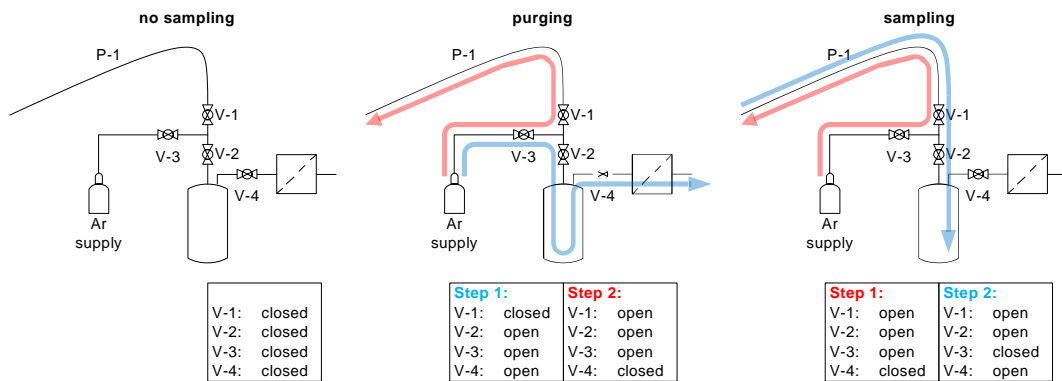 no sampling
P-1
V-1
V-3
V-2
V-4
Ar
supply
V-1: closed
V-2: closed
V-3: closed
V-4: closed
purging
P-1
V-1
V-3
V-2
V-4
Ar
supply
Step 1: Step 2:
V-1: closed V-1: open
V-2: open V-2: open
V-3: open V-3: open
V-4: open V-4: closed
sampling
P-1
V-1
V-3
V-2
V-4
Ar
supply
Step 1: Step 2:
V-1: open V-1: open
V-2: open V-2: open
V-3: open V-3: closed
V-4: closed V-4: open